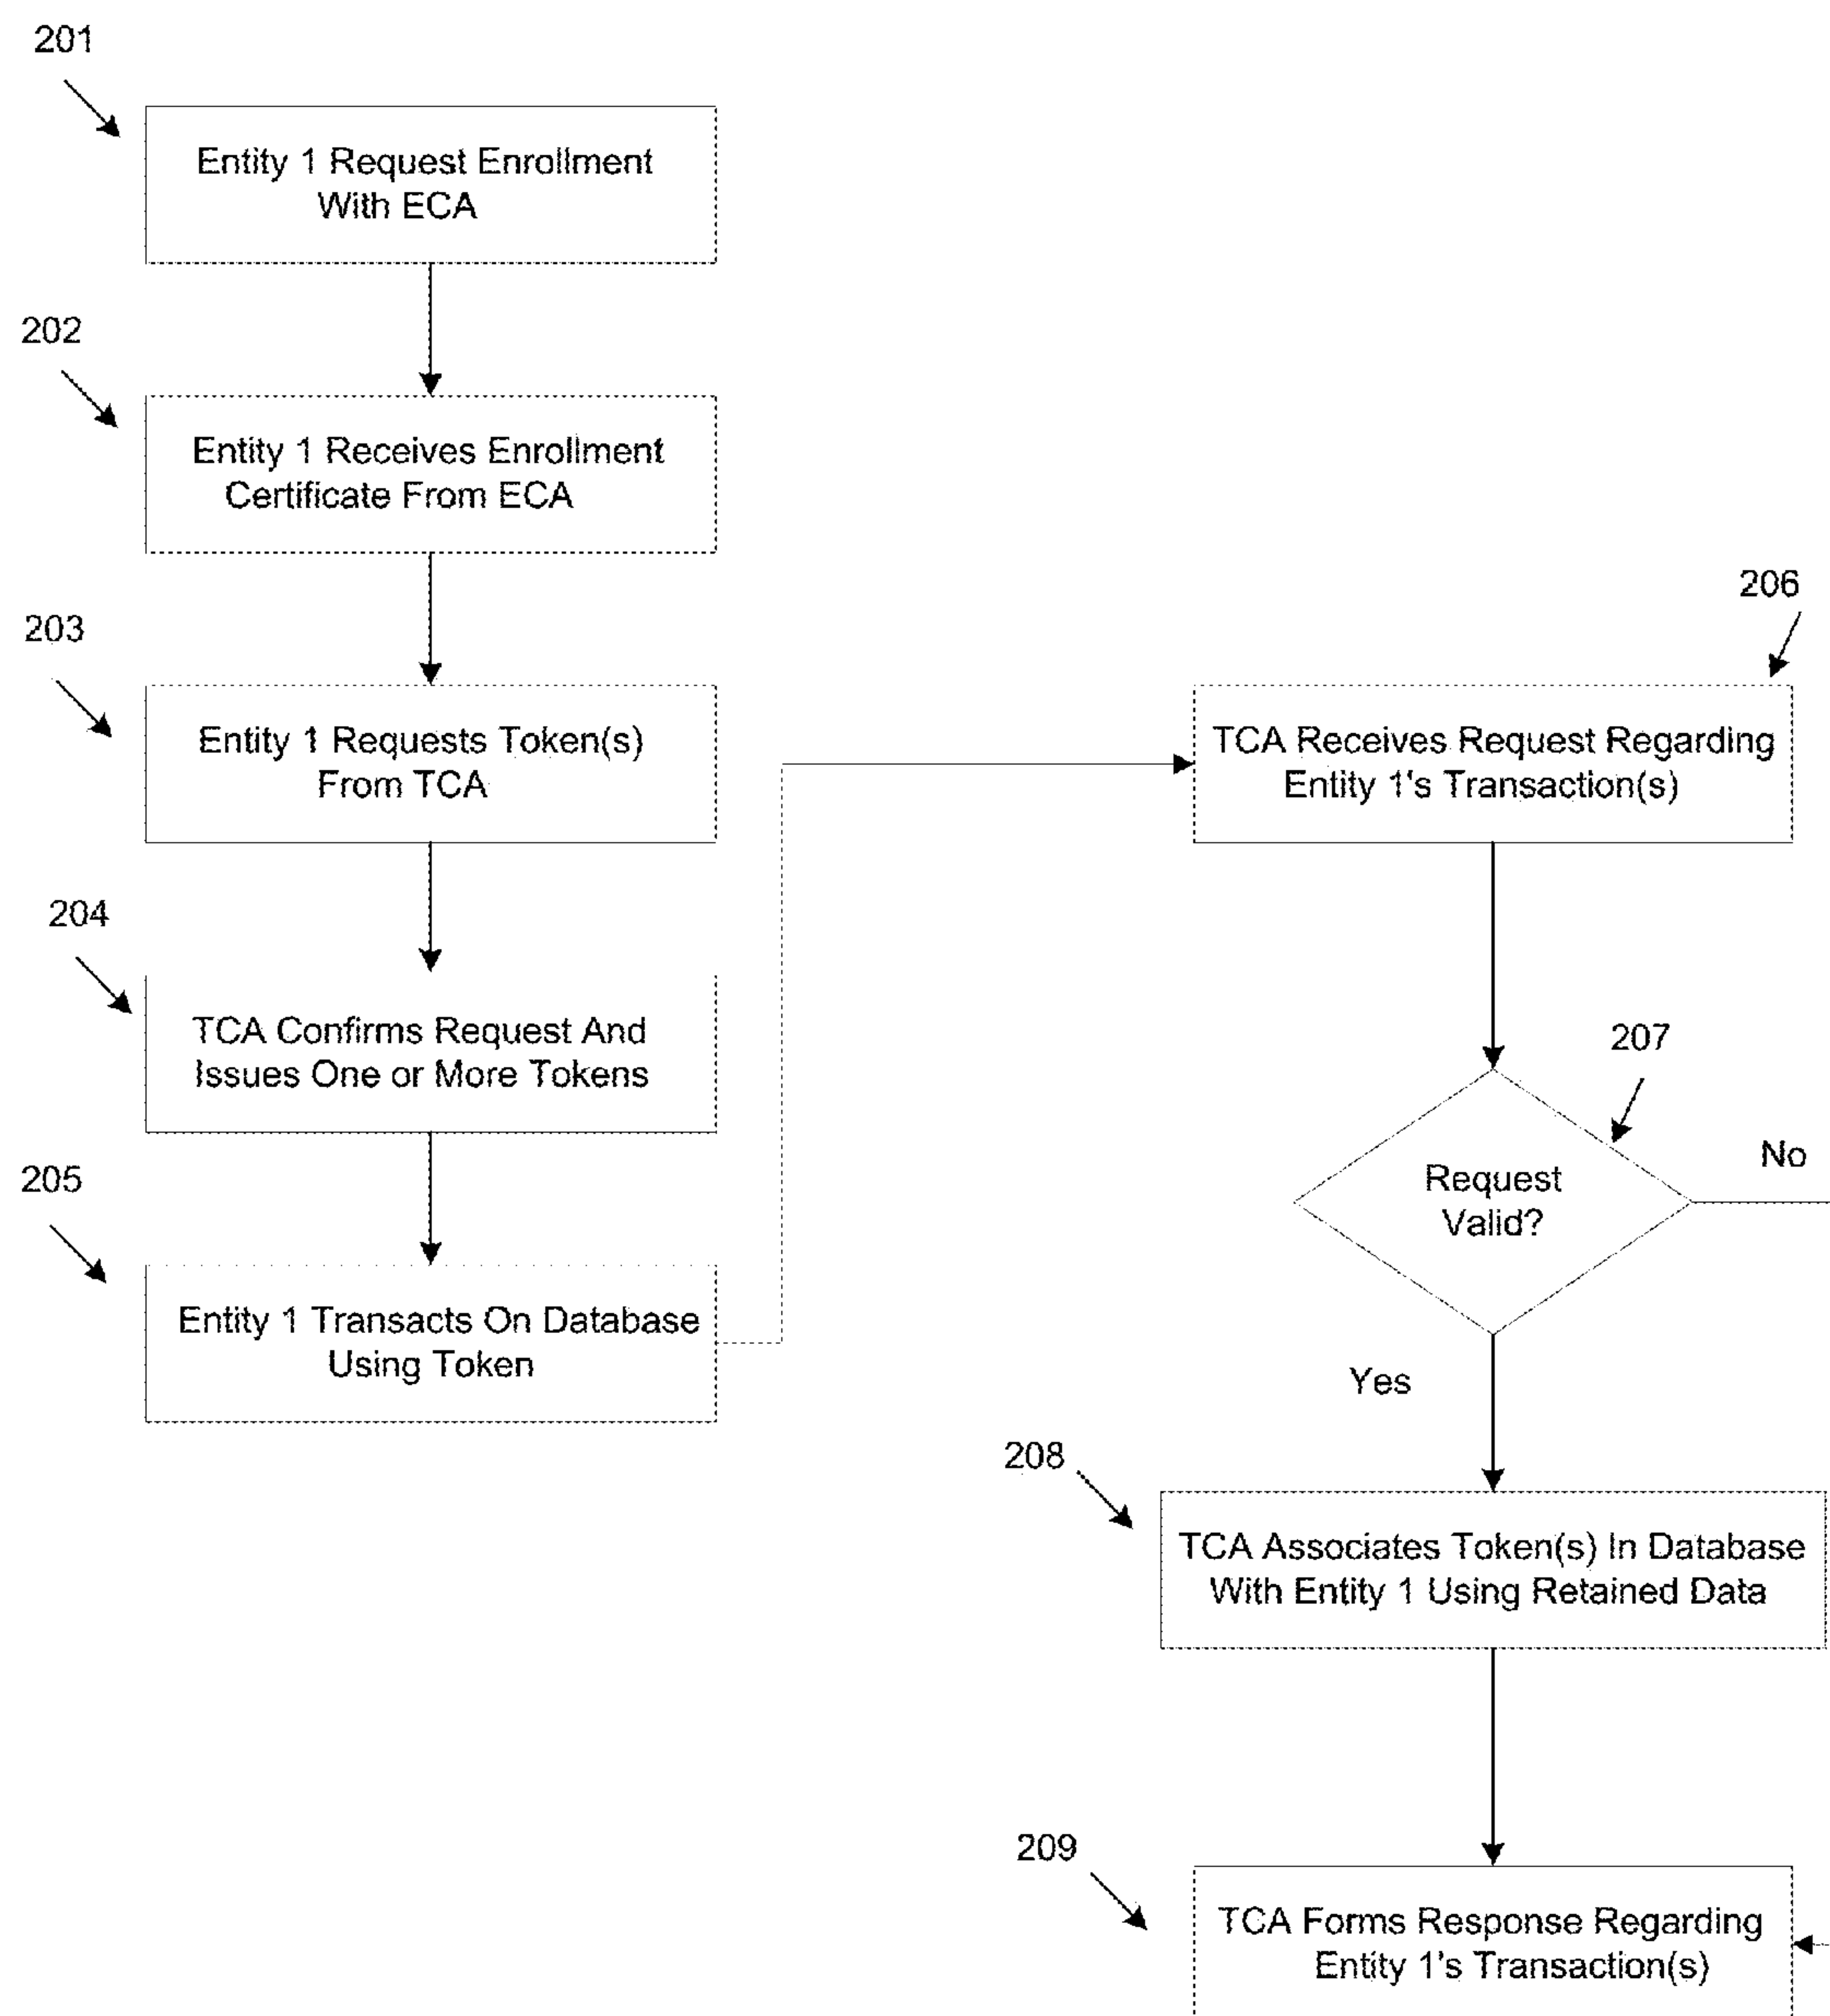 201
Entity 1 Request Enrollment
With ECA
202
Entity 1 Receives Enrollment
Certificate From ECA
203
Entity 1 Requests Token(s)
From TCA
204
TCA Confirms Request And
Issues One or More Tokens
205
Entity 1 Transacts On Database
Using Token
206
TCA Receives Request Regarding
Entity 1's Transaction(s)
207
Request
Valid?
No
Yes
208
TCA Associates Token(s) In Database
With Entity 1 Using Retained Data
209
TCA Forms Response Regarding
Entity 1's Transaction(s)